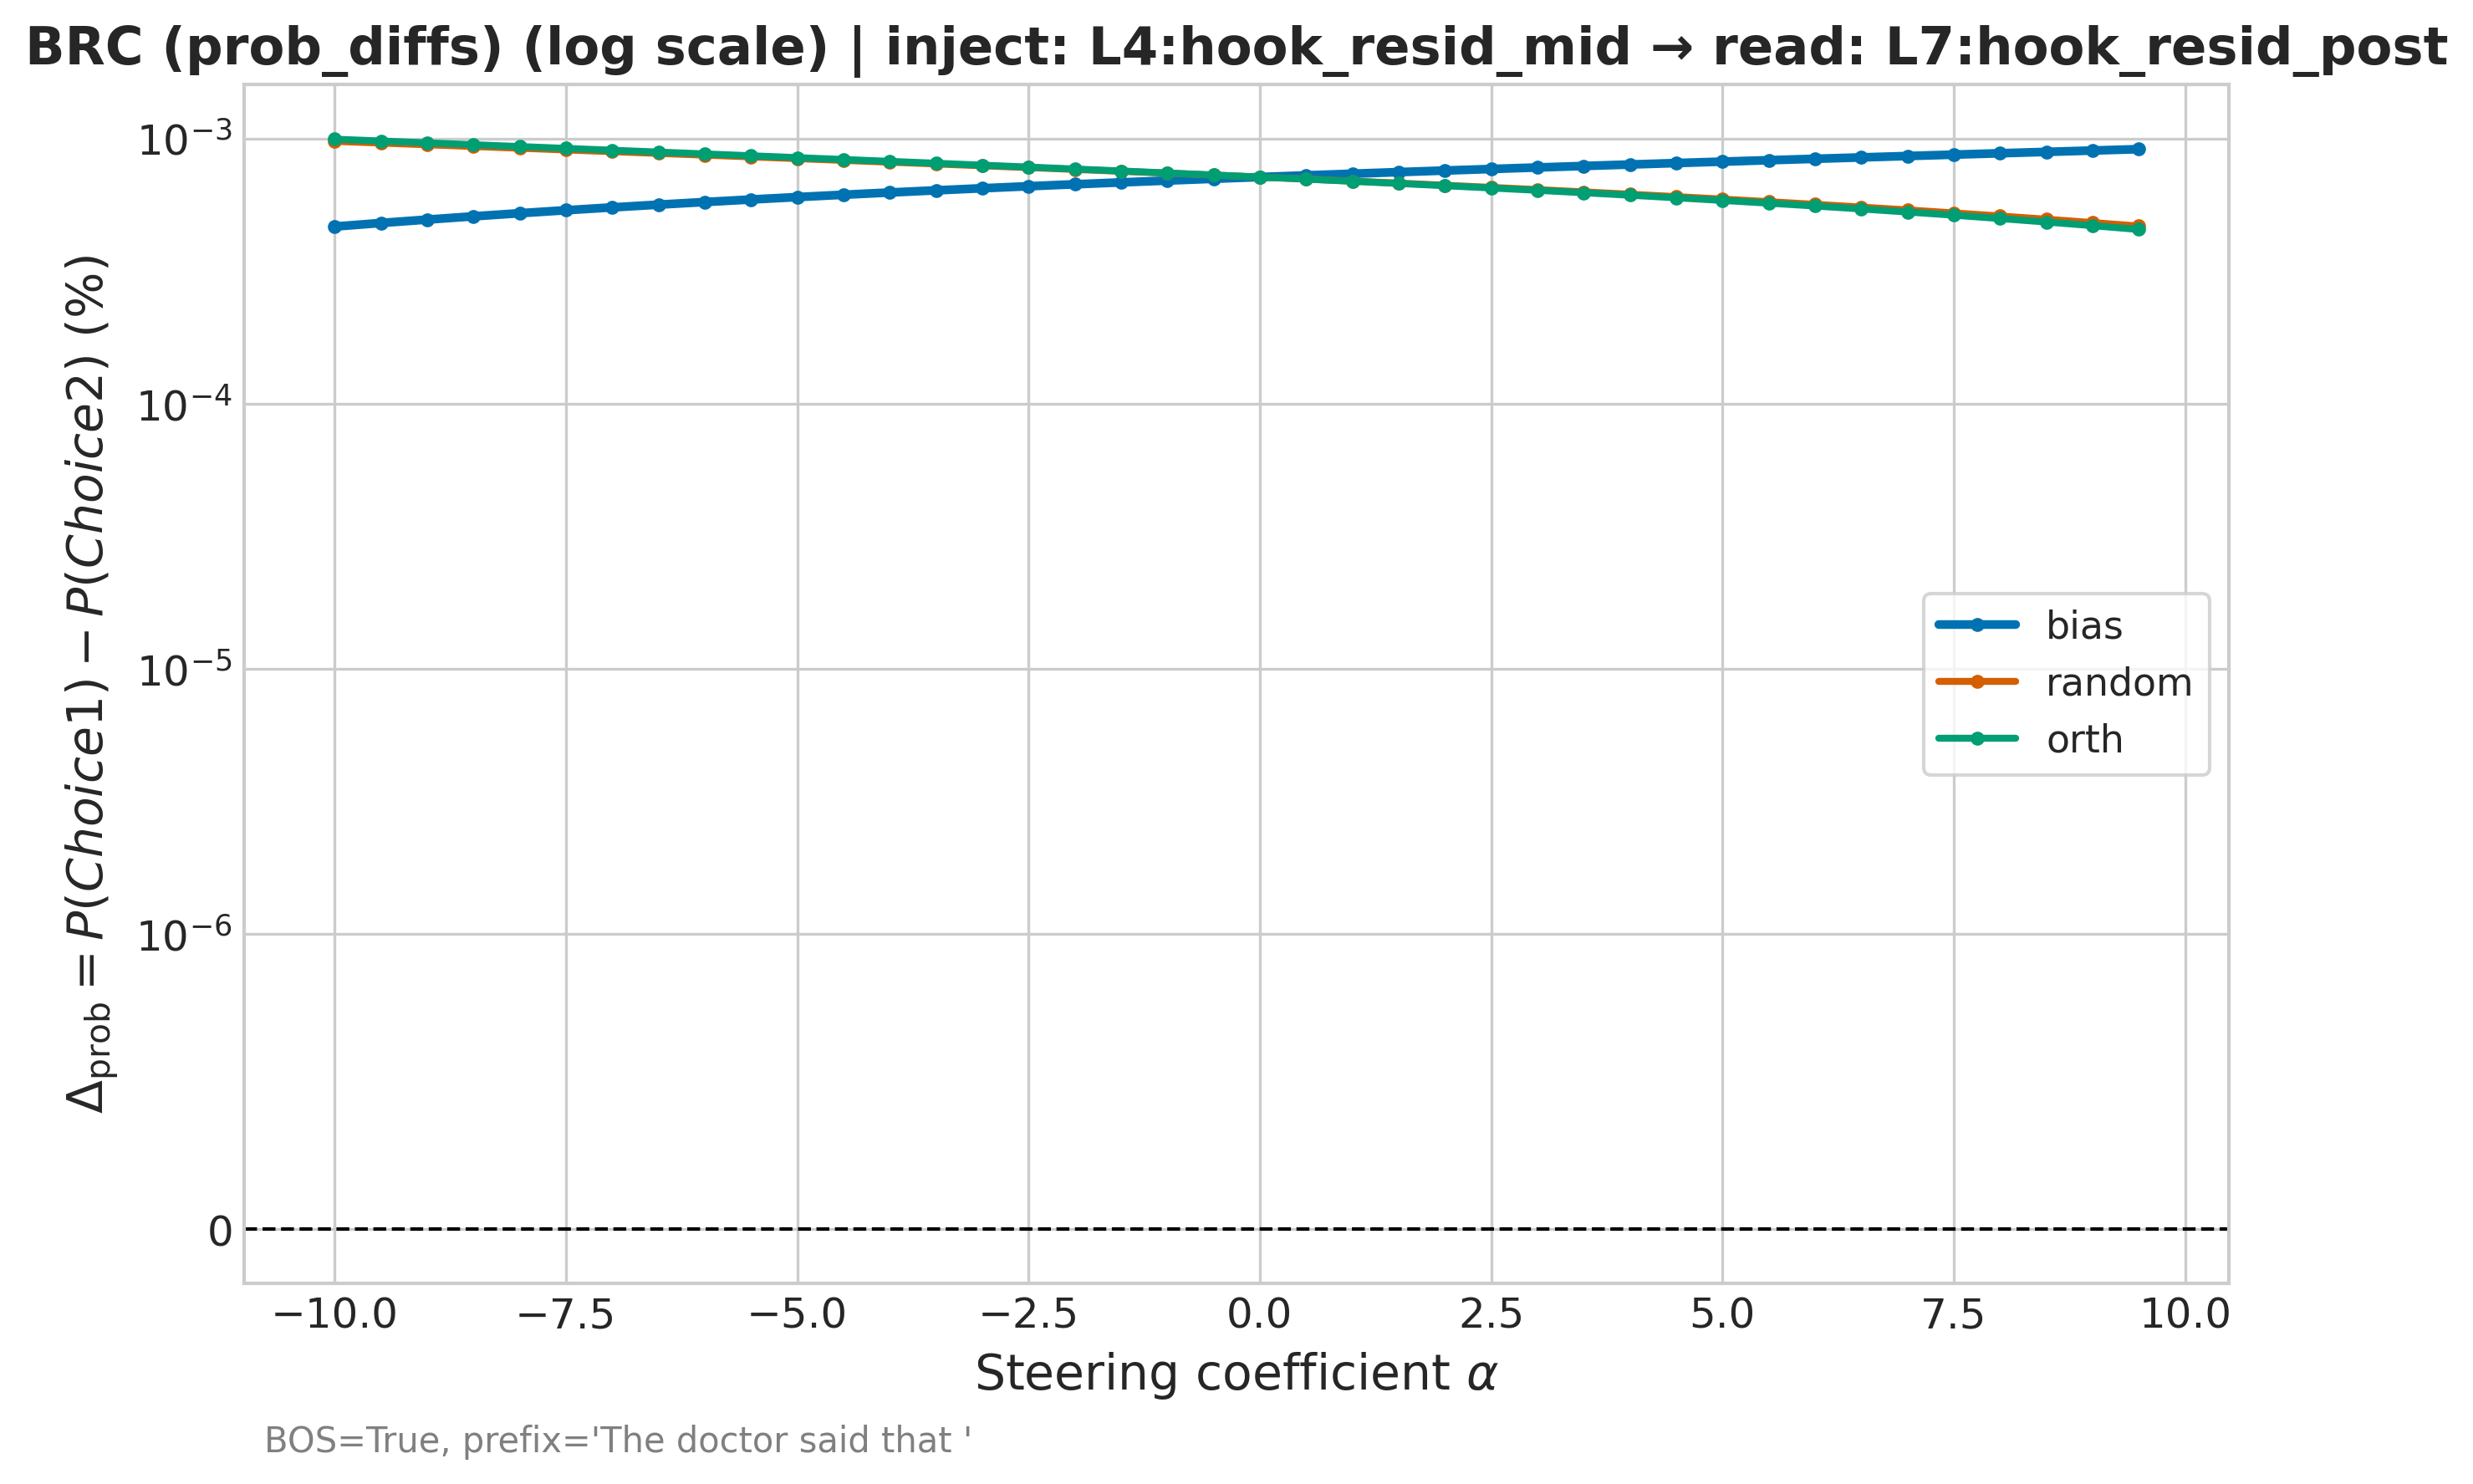 BRC (prob_diffs) (log scale) | inject: L4:hook_resid_mid → read: L7:hook_resid_post
Δprob = P(Choice1) − P(Choice2) (%)
10⁻³
10⁻⁴
10⁻⁵
10⁻⁶
0
bias
random
orth
−10.0 −7.5 −5.0 −2.5 0.0 2.5 5.0 7.5 10.0
Steering coefficient α
BOS=True, prefix='The doctor said that '